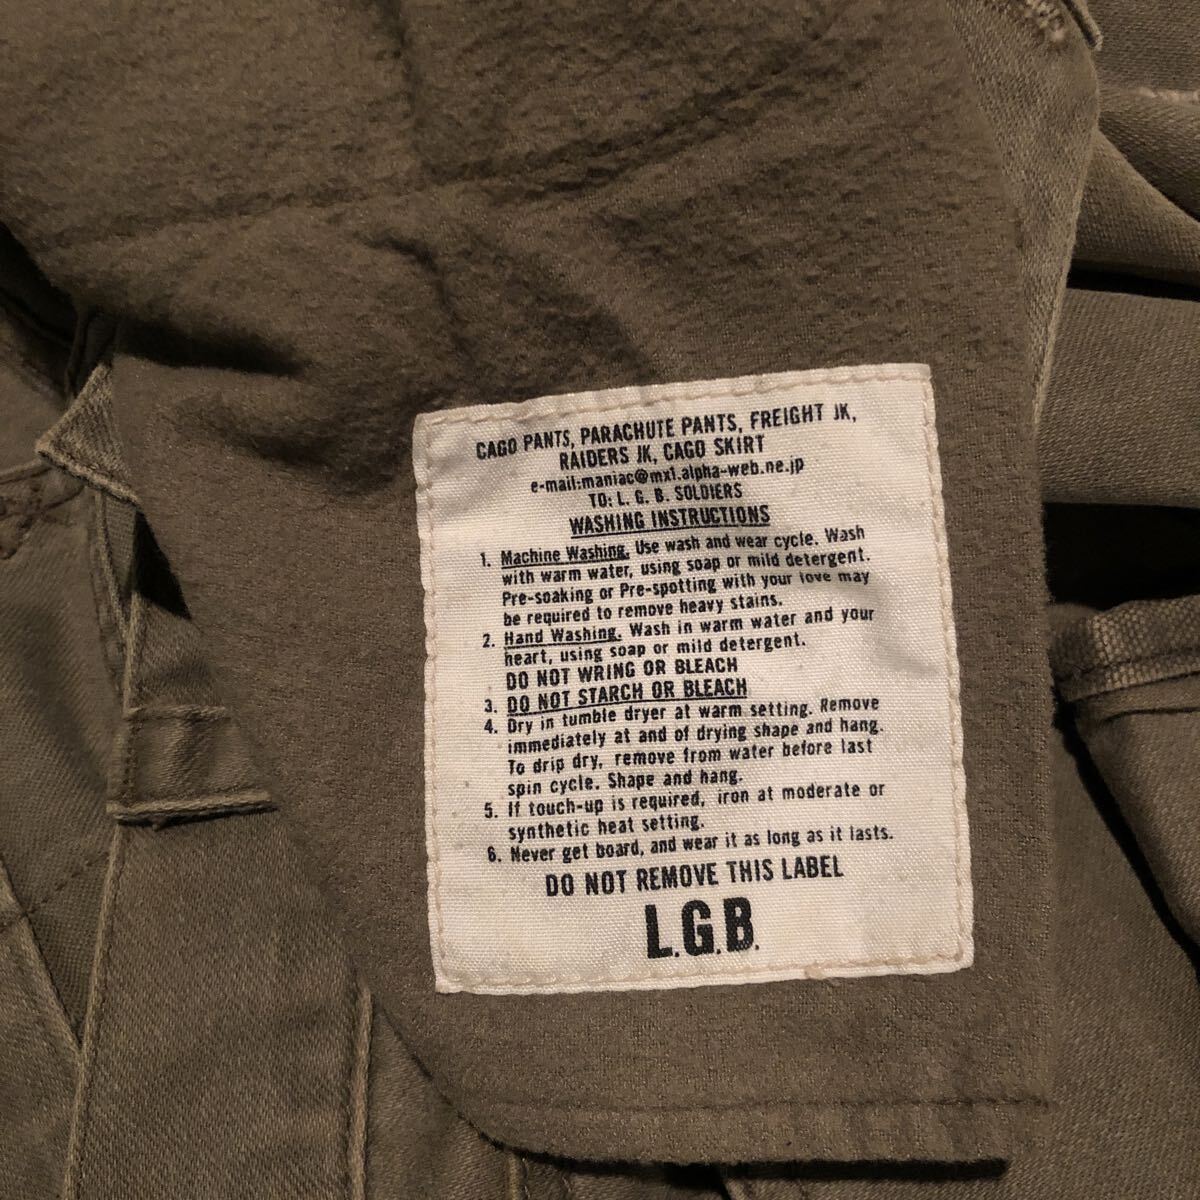 CAGO PANTS, PARACHUTE PANTS, FREIGHT JK,
RAIDERS JK, CAGO SKIRT
e-mail:maniac@mx1.alpha-web.ne.jp
TO: L. G. B. SOLDIERS
WASHING INSTRUCTIONS
1. Machine Washing. Use wash and wear cycle. Wash
with warm water, using soap or mild detergent.
Pre-soaking or Pre-spotting with your love may
be required to remove heavy stains.
2. Hand Washing. Wash in warm water and your
heart, using soap or mild detergent.
DO NOT WRING OR BLEACH
3. DO NOT STARCH OR BLEACH
4. Dry in tumble dryer at warm setting. Remove
immediately at and of drying shape and hang.
To drip dry, remove from water before last
spin cycle. Shape and hang.
5. If touch-up is required, iron at moderate or
synthetic heat setting.
6. Never get board, and wear it as long as it lasts.
DO NOT REMOVE THIS LABEL
L.G.B.